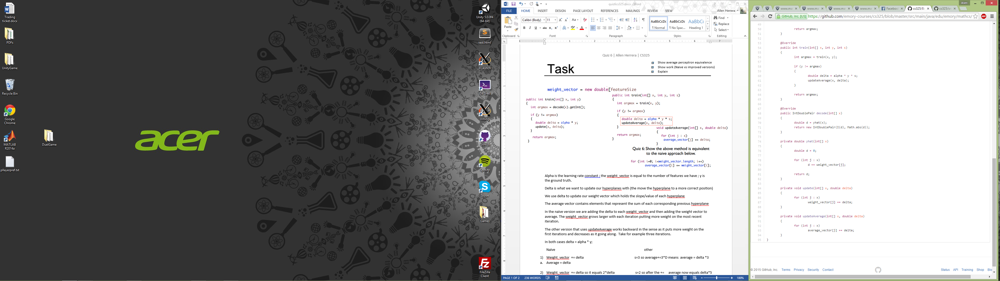 Trading
ticket.docx
PDFs
UnityGame
Recycle Bin
Google
Chrome
MATLAB
R2014a
pllayerpref.txt
DuelGame
acer
Unity 5.0.0f4
(64-bit)
test.html
XLaunch
Git Shell
Xming
GitHub
Spotify
Skype
Games
FileZilla
Client
quiz6cs325.docx - Word
FILE HOME INSERT DESIGN PAGE LAYOUT REFERENCES MAILINGS REVIEW VIEW Allen Herrera
Paste
Calibri (Body) 11
AaBbCcDc AaBbCcDc AaBbCc
¶ Normal ¶ No Spac... Heading 1
Find
Replace
Select
Clipboard Font Paragraph Styles Editing
Quiz 6 | Allen Herrera | CS325
Task
Show average perceptron equivalence
Show work (Naive vs improved versions)
Explain
weight_vector = new double[featureSize
public int train(int[] x, int y)
{
int argmax = decode(x).getInt();
if (y != argmax)
{
double delta = alpha * y;
update(x, delta);
}
return argmax;
}
public int train(int[] x, int y, int s)
{
int argmax = train(x, y);
if (y != argmax)
{
double delta = alpha * y * s;
updateAverage(x, delta);
}
return argmax;
}
void updateAverage(int[] x, double delta)
{
for (int j : x)
average_vector[j] += delta;
}
Quiz 6: Show the above method is equivalent
to the naive approach below.
for (int i=0; i<weight_vector.length; i++)
average_vector[i] += weight_vector[i];
Alpha is the learning rate constant ; the weight_vector is equal to the number of features we have ; y is
the ground truth.
Delta is what we want to update our hyperplanes with (the move the hyperplane to a more correct position)
We use delta to update our weight vector which holds the slope/value of each hyperplane
The average vector contains elements that represent the sum of each corresponding previous hyperplane
In the naïve version we are adding the delta to each weight_vector and then adding the weight vector to
average. The weight_vector grows larger with each iteration putting more weight on the most recent
iteration.
The other version that uses updateAverage works backward in the sense as it puts more weight on the
first iterations and decreases as it going along. Take for example three iterations.
In both cases delta = alpha * y;
Naïve other
1) Weight_vector += delta s=3 so average+=3*D means average = delta *3
a. Average = delta
2) Weight_vector += delta so it equals 2*delta s=2 so after the += average now equals delta*5
PAGE 1 OF 2 236 WORDS 100%
Allen
www.ma www.ma www.ma www.ma Facebook cs325/B cs325/sr
GitHub, Inc. [US] https://github.com/emory-courses/cs325/blob/master/src/main/java/edu/emory/mathcs/
49
50 return argmax;
51 }
52
53 @Override
54 public int train(int[] x, int y, int s)
55 {
56 int argmax = train(x, y);
57
58 if (y != argmax)
59 {
60 double delta = alpha * y * s;
61 updateAverage(x, delta);
62 }
63
64 return argmax;
65 }
66
67 @Override
68 public IntDoublePair decode(int[] x)
69 {
70 double d = yhat(x);
71 return new IntDoublePair(I(d), Math.abs(d));
72 }
73
74 private double yhat(int[] x)
75 {
76 double d = 0;
77
78 for (int j : x)
79 d += weight_vector[j];
80
81 return d;
82 }
83
84 private void update(int[] x, double delta)
85 {
86 for (int j : x)
87 weight_vector[j] += delta;
88 }
89
90 private void updateAverage(int[] x, double delta)
91 {
92 for (int j : x)
93 average_vector[j] += delta;
94 }
95 }
© 2015 GitHub, Inc. Terms Privacy Security Contact Status API Training Shop Blo